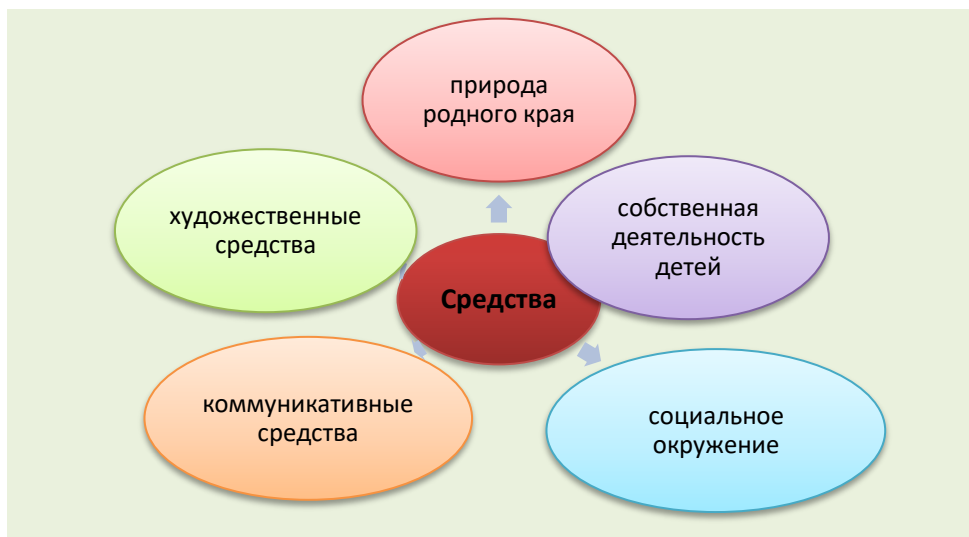 природа
родного края
художественные
средства
собственная
деятельность
детей
Средства
коммуникативные
средства
социальное
окружение